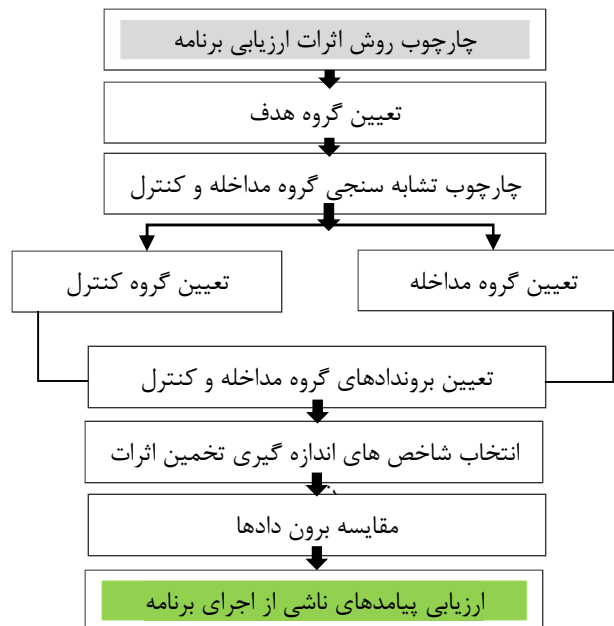 چارچوب روش اثرات ارزیابی برنامه
تعیین گروه هدف
چارچوب تشابه سنجی گروه مداخله و کنترل
تعیین گروه مداخله
تعیین گروه کنترل
تعیین بروندادهای گروه مداخله و کنترل
انتخاب شاخص های اندازه گیری تخمین اثرات
مقایسه برون دادها
ارزیابی پیامدهای ناشی از اجرای برنامه